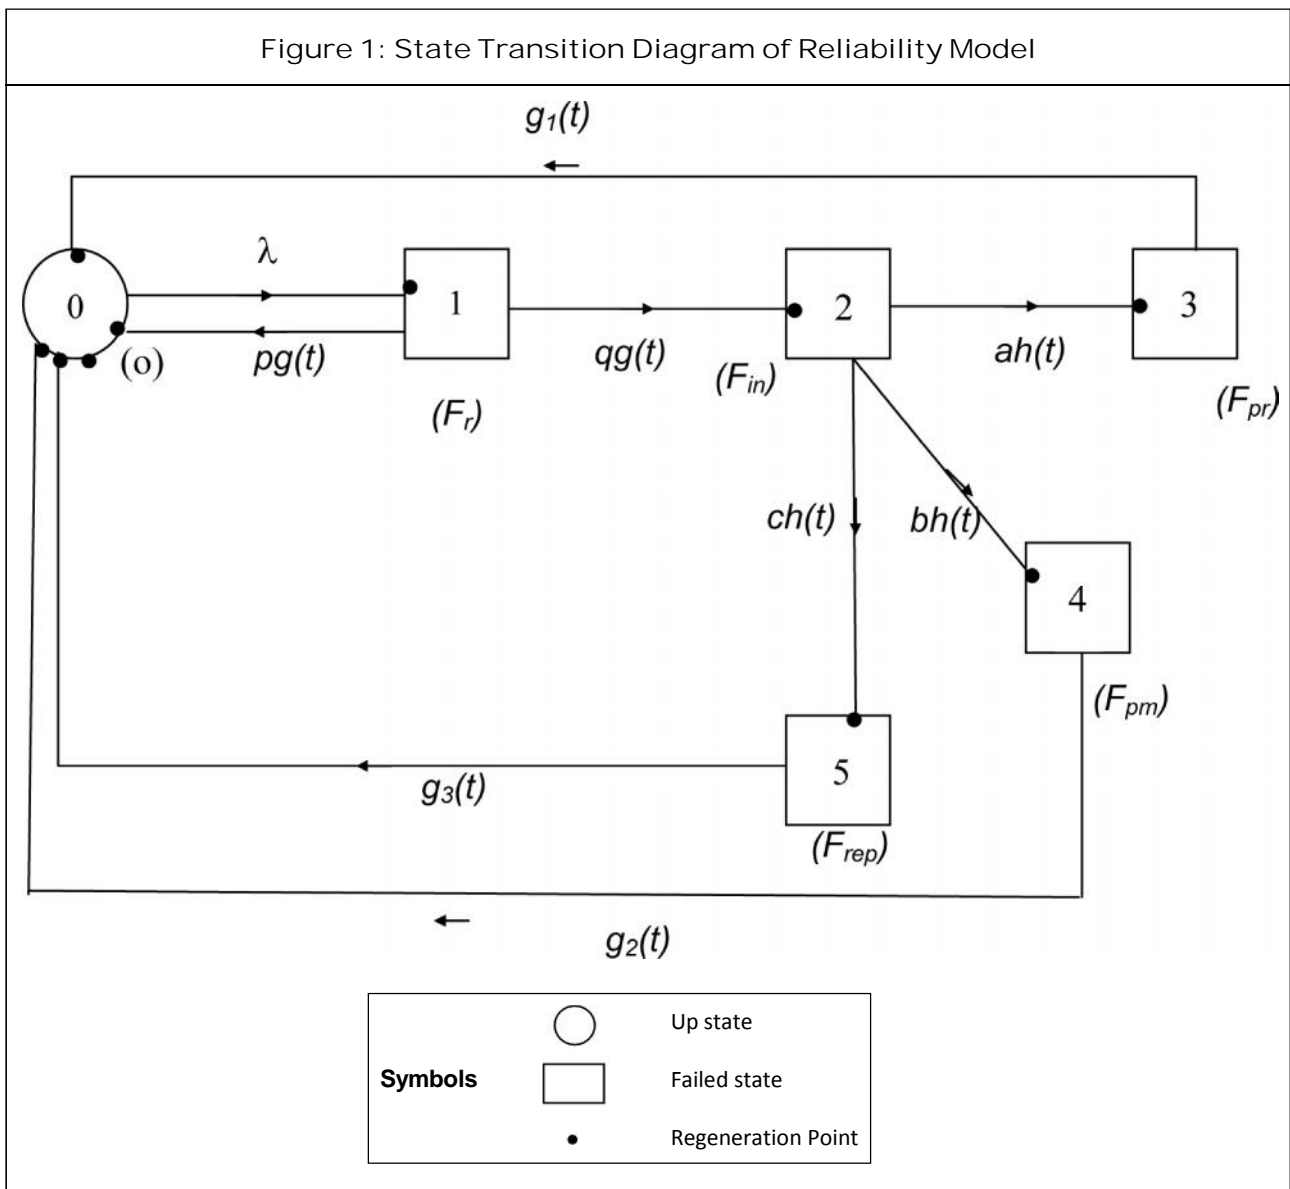 Figure 1: State Transition Diagram of Reliability Model
g₁(t)
λ
0
1
2
3
(o)
pg(t)
qg(t)
ah(t)
(Fᵣ)
(Fin)
(Fpr)
ch(t)
bh(t)
4
(Fpm)
5
g₃(t)
(Frep)
g₂(t)
Up state
Symbols
Failed state
Regeneration Point